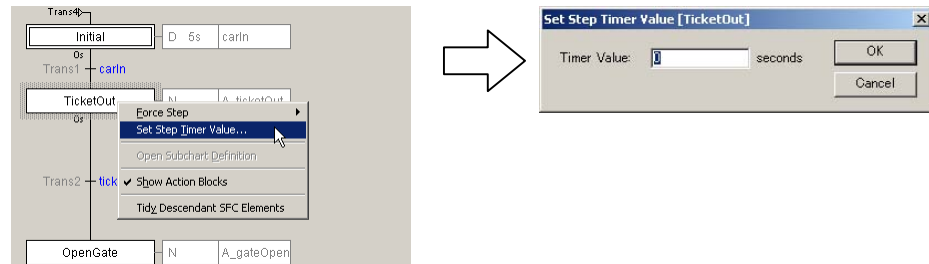 Trans4
Initial
D 5s carIn
0s
Trans1 carIn
TicketOut
N A_ticketOut
0s
Force Step
Set Step Timer Value...
Open Subchart Definition
Trans2 tick
Show Action Blocks
Tidy Descendant SFC Elements
OpenGate
N A_gateOpen
Set Step Timer Value [TicketOut]
Timer Value: 0 seconds
OK
Cancel